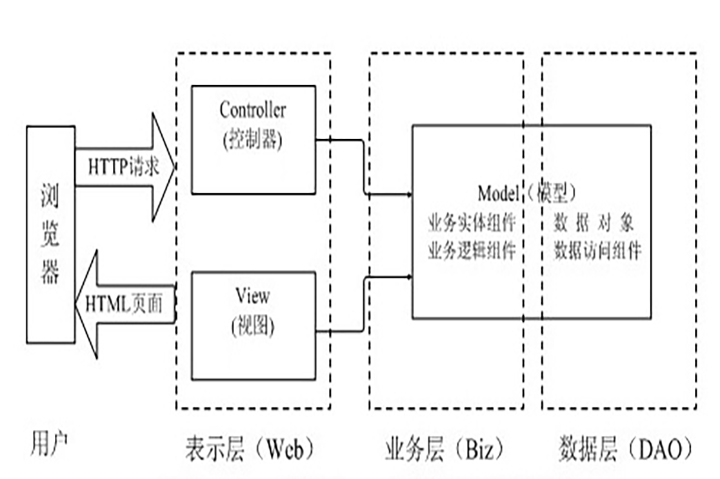 Controller
(控制器)
HTTP请求
浏
览
器
Model（模型）
业务实体组件
数 据 对 象
业务逻辑组件
数据访问组件
HTML页面
View
(视图)
用户
表示层（Web）
业务层（Biz）
数据层（DAO）